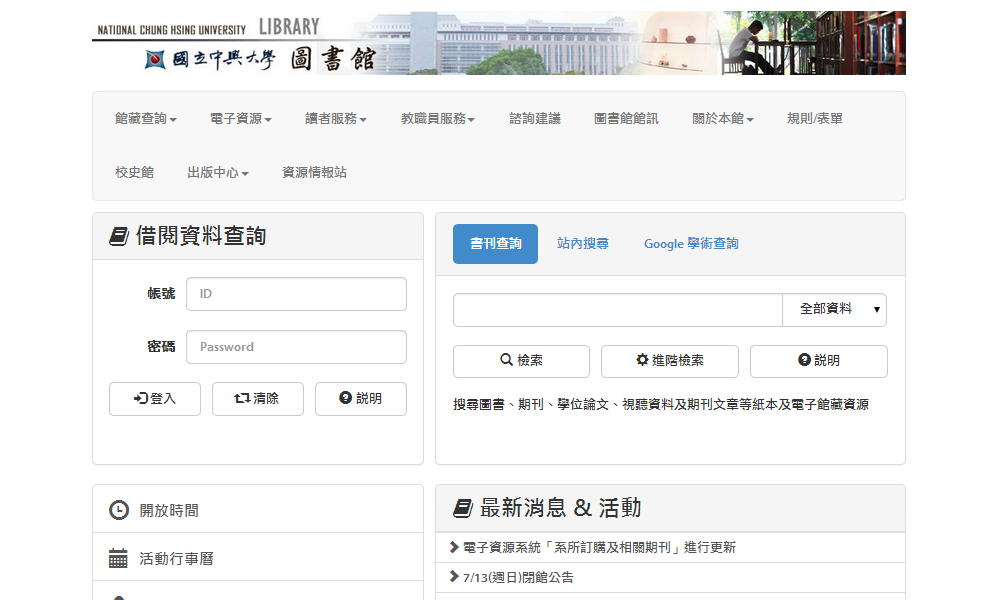 NATIONAL CHUNG HSING UNIVERSITY LIBRARY
國立中興大學 圖書館
館藏查詢 電子資源 讀者服務 教職員服務 諮詢建議 圖書館館訊 關於本館 規則/表單
校史館 出版中心 資源情報站
借閱資料查詢
帳號 ID
密碼 Password
登入 清除 說明
書刊查詢 站內搜尋 Google 學術查詢
全部資料
檢索 進階檢索 說明
搜尋圖書、期刊、學位論文、視聽資料及期刊文章等紙本及電子館藏資源
開放時間
活動行事曆
最新消息 & 活動
電子資源系統「系所訂購及相關期刊」進行更新
7/13(週日)閉館公告